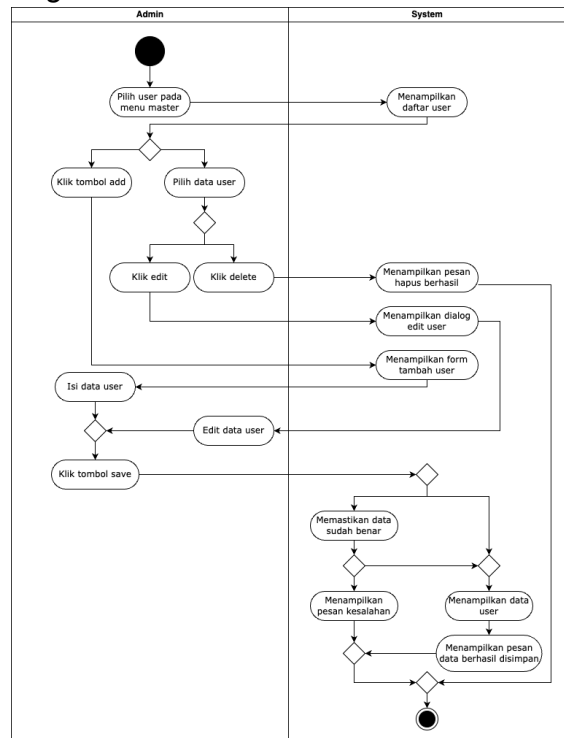 Admin
System
Pilih user pada
menu master
Menampilkan
daftar user
Klik tombol add
Pilih data user
Klik edit
Klik delete
Menampilkan pesan
hapus berhasil
Menampilkan dialog
edit user
Menampilkan form
tambah user
Isi data user
Edit data user
Klik tombol save
Memastikan data
sudah benar
Menampilkan
pesan kesalahan
Menampilkan data
user
Menampilkan pesan
data berhasil disimpan